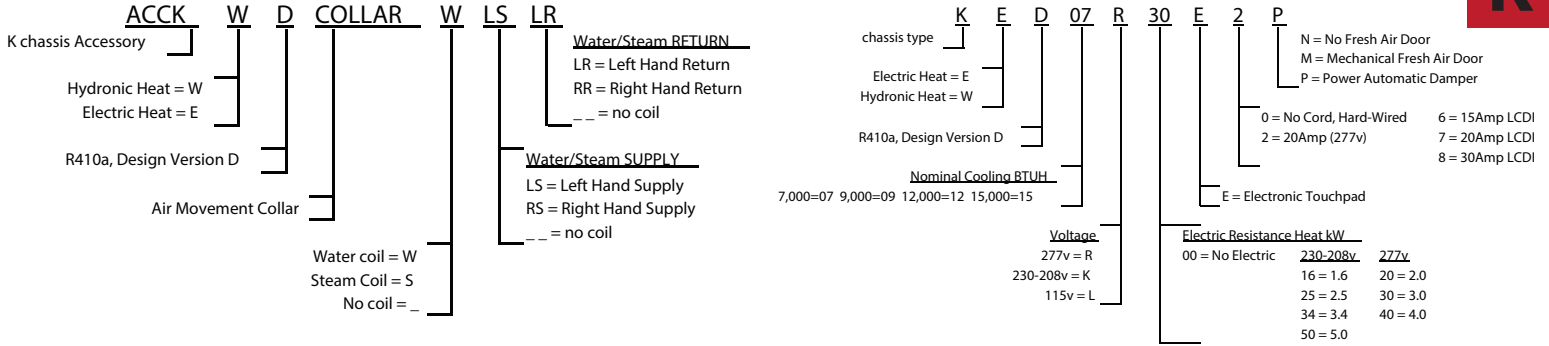 ACCK W D COLLAR W LS LR
K chassis Accessory
Hydronic Heat = W
Electric Heat = E
R410a, Design Version D
Air Movement Collar
Water coil = W
Steam Coil = S
No coil = _
Water/Steam SUPPLY
LS = Left Hand Supply
RS = Right Hand Supply
_ _ = no coil
Water/Steam RETURN
LR = Left Hand Return
RR = Right Hand Return
_ _ = no coil
K E D 07 R 30 E 2 P
chassis type
Electric Heat = E
Hydronic Heat = W
R410a, Design Version D
Nominal Cooling BTUH
7,000=07 9,000=09 12,000=12 15,000=15
Voltage
277v = R
230-208v = K
115v = L
Electric Resistance Heat kW
00 = No Electric 230-208v 277v
16 = 1.6 20 = 2.0
25 = 2.5 30 = 3.0
34 = 3.4 40 = 4.0
50 = 5.0
E = Electronic Touchpad
0 = No Cord, Hard-Wired 6 = 15Amp LCDI
2 = 20Amp (277v) 7 = 20Amp LCDI
8 = 30Amp LCDI
N = No Fresh Air Door
M = Mechanical Fresh Air Door
P = Power Automatic Damper